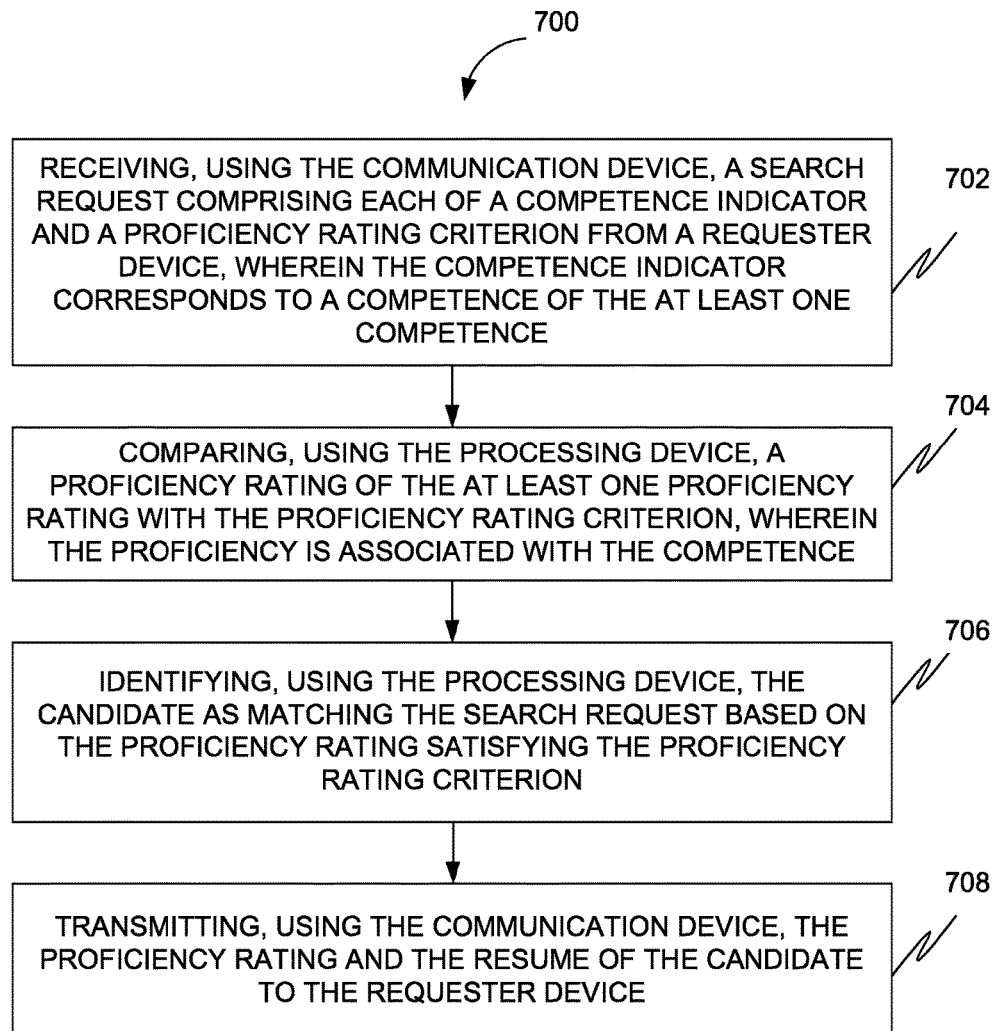 700
RECEIVING, USING THE COMMUNICATION DEVICE, A SEARCH
REQUEST COMPRISING EACH OF A COMPETENCE INDICATOR
AND A PROFICIENCY RATING CRITERION FROM A REQUESTER
DEVICE, WHEREIN THE COMPETENCE INDICATOR
CORRESPONDS TO A COMPETENCE OF THE AT LEAST ONE
COMPETENCE
702
COMPARING, USING THE PROCESSING DEVICE, A
PROFICIENCY RATING OF THE AT LEAST ONE PROFICIENCY
RATING WITH THE PROFICIENCY RATING CRITERION, WHEREIN
THE PROFICIENCY IS ASSOCIATED WITH THE COMPETENCE
704
IDENTIFYING, USING THE PROCESSING DEVICE, THE
CANDIDATE AS MATCHING THE SEARCH REQUEST BASED ON
THE PROFICIENCY RATING SATISFYING THE PROFICIENCY
RATING CRITERION
706
TRANSMITTING, USING THE COMMUNICATION DEVICE, THE
PROFICIENCY RATING AND THE RESUME OF THE CANDIDATE
TO THE REQUESTER DEVICE
708